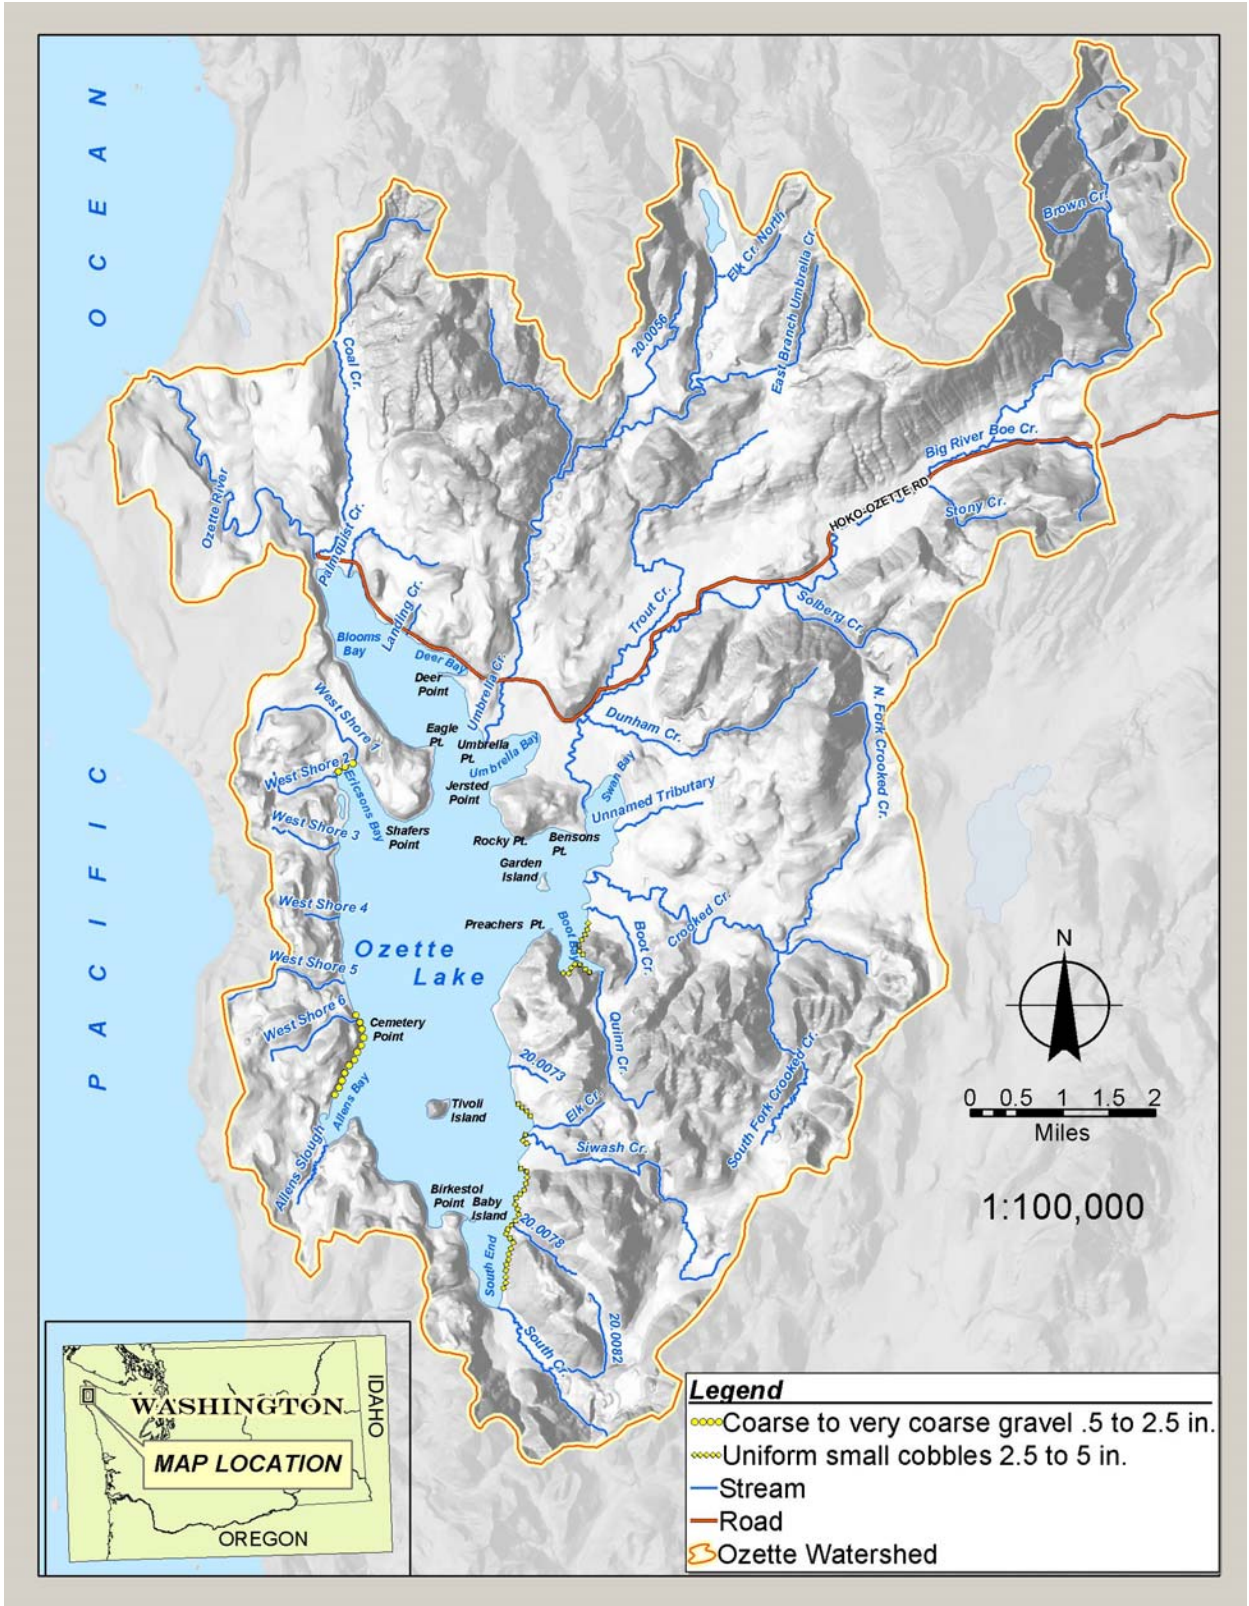 PACIFIC
OCEAN
Brown Cr.
Elk Cr. North
East Branch Umbrella Cr.
20.0056
Coal Cr.
Big River Boe Cr.
HOKO-OZETTE RD
Stony Cr.
Ozette River
Palmquist Cr.
Landing Cr.
Trout Cr.
Solberg Cr.
Blooms
Bay
Deer Bay
Deer
Point
Umbrella Cr.
N. Fork Crooked Cr.
West Shore 1
Dunham Cr.
Eagle
Pt.
Umbrella
Pt.
Umbrella Bay
West Shore 2
Ericsons Bay
Jersted
Point
Swan Bay
Unnamed Tributary
West Shore 3
Shafers
Point
Rocky Pt.
Bensons
Pt.
Garden
Island
West Shore 4
Preachers Pt.
Boot Bay
Boot Cr.
Crooked Cr.
Ozette
Lake
West Shore 5
West Shore 6
Cemetery
Point
Quinn Cr.
20.0073
Elk Cr.
South Fork Crooked Cr.
Tivoli
Island
Allens Bay
Allens Slough
Siwash Cr.
Birkestol
Point
Baby
Island
20.0078
South End
20.0082
South Cr.
N
0 0.5 1 1.5 2
Miles
1:100,000
WASHINGTON
IDAHO
MAP LOCATION
OREGON
Legend
Coarse to very coarse gravel .5 to 2.5 in.
Uniform small cobbles 2.5 to 5 in.
Stream
Road
Ozette Watershed